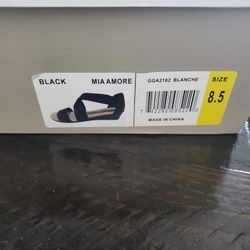 BLACK
MIA AMORE
GGA2162 BLANCHE
MADE IN CHINA
SIZE
8.5